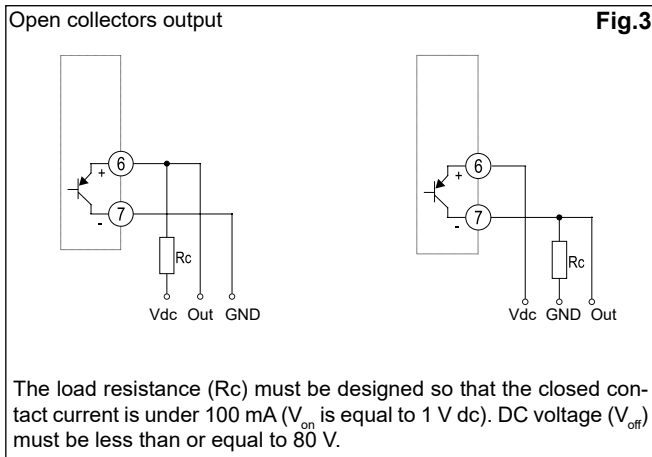 Open collectors output
Fig.3
+
6
-
7
Rc
Vdc Out GND
+
6
-
7
Rc
Vdc GND Out
The load resistance (Rc) must be designed so that the closed con-
tact current is under 100 mA (Von is equal to 1 V dc). DC voltage (Voff)
must be less than or equal to 80 V.